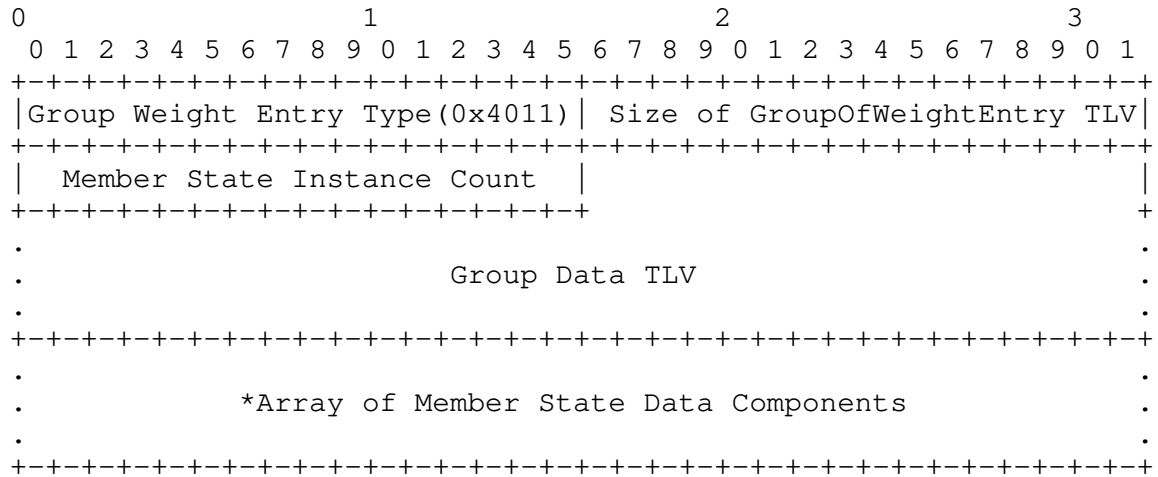 0                   1                   2                   3
 0 1 2 3 4 5 6 7 8 9 0 1 2 3 4 5 6 7 8 9 0 1 2 3 4 5 6 7 8 9 0 1
+-+-+-+-+-+-+-+-+-+-+-+-+-+-+-+-+-+-+-+-+-+-+-+-+-+-+-+-+-+-+-+-+
|Group Weight Entry Type(0x4011)| Size of GroupOfWeightEntry TLV|
+-+-+-+-+-+-+-+-+-+-+-+-+-+-+-+-+-+-+-+-+-+-+-+-+-+-+-+-+-+-+-+-+
|  Member State Instance Count  |                               |
+-+-+-+-+-+-+-+-+-+-+-+-+-+-+-+-+                               +
.                                                               .
.                        Group Data TLV                         .
.                                                               .
+-+-+-+-+-+-+-+-+-+-+-+-+-+-+-+-+-+-+-+-+-+-+-+-+-+-+-+-+-+-+-+-+
.                                                               .
.            *Array of Member State Data Components             .
.                                                               .
+-+-+-+-+-+-+-+-+-+-+-+-+-+-+-+-+-+-+-+-+-+-+-+-+-+-+-+-+-+-+-+-+